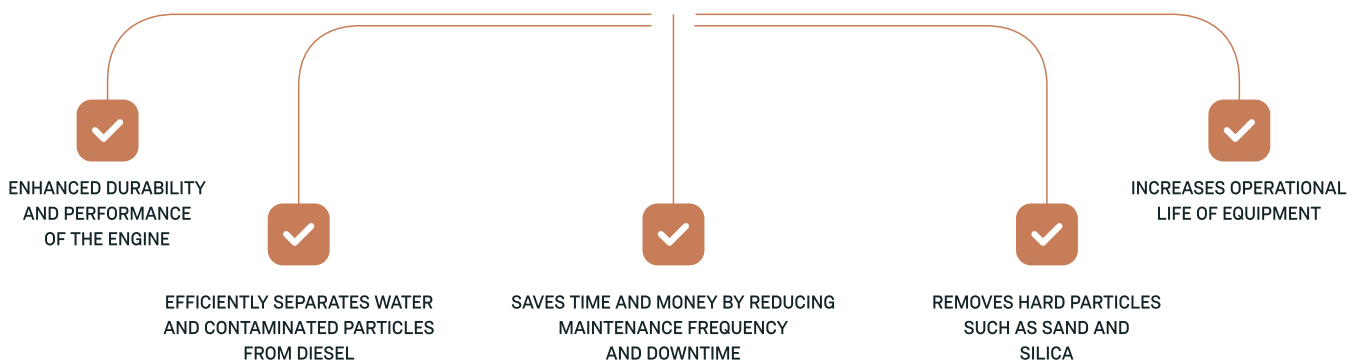 ENHANCED DURABILITY
AND PERFORMANCE
OF THE ENGINE
EFFICIENTLY SEPARATES WATER
AND CONTAMINATED PARTICLES
FROM DIESEL
SAVES TIME AND MONEY BY REDUCING
MAINTENANCE FREQUENCY
AND DOWNTIME
REMOVES HARD PARTICLES
SUCH AS SAND AND
SILICA
INCREASES OPERATIONAL
LIFE OF EQUIPMENT